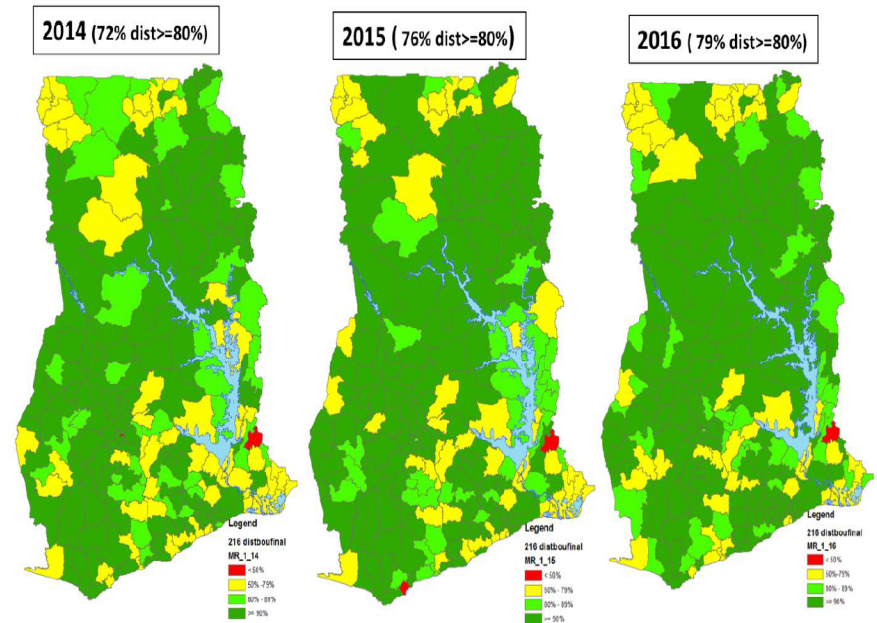 2014 (72% dist>=80%)
2015 ( 76% dist>=80%)
2016 ( 79% dist>=80%)
Legend
216 distboufinal
MR_1_14
< 50%
50% -79%
80% - 89%
>= 90%
Legend
216 distboufinal
MR_1_15
< 50%
50% - 79%
80% - 89%
>= 90%
Legend
216 distboufinal
MR_1_16
< 50%
50%-79%
80% - 89%
>= 90%